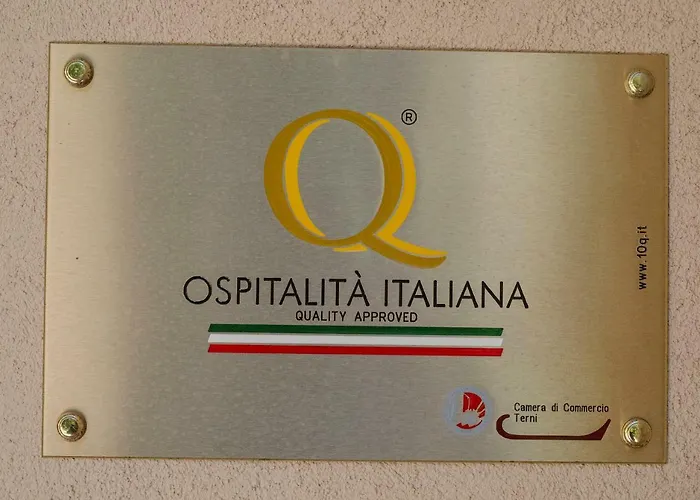 Q®
OSPITALITÀ ITALIANA
QUALITY APPROVED
www.10q.it
Camera di Commercio
Terni